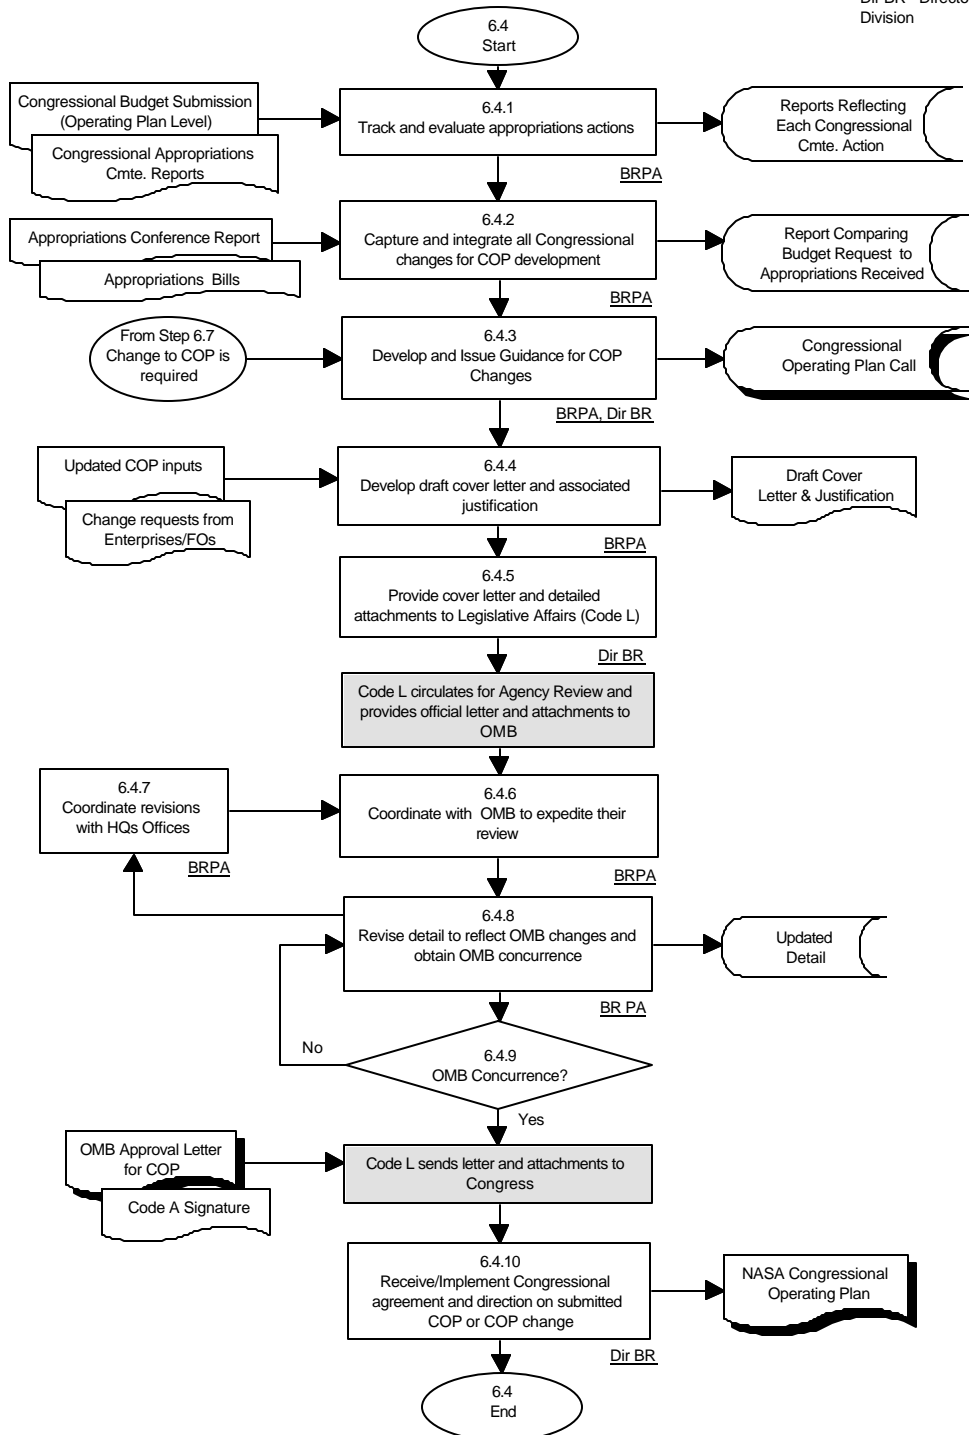 Division
6.4
Start
Congressional Budget Submission
(Operating Plan Level)
Congressional Appropriations
Cmte. Reports
6.4.1
Track and evaluate appropriations actions
Reports Reflecting
Each Congressional
Cmte. Action
BRPA
Appropriations Conference Report
Appropriations Bills
6.4.2
Capture and integrate all Congressional
changes for COP development
Report Comparing
Budget Request to
Appropriations Received
BRPA
From Step 6.7
Change to COP is
required
6.4.3
Develop and Issue Guidance for COP
Changes
Congressional
Operating Plan Call
BRPA, Dir BR
Updated COP inputs
Change requests from
Enterprises/FOs
6.4.4
Develop draft cover letter and associated
justification
Draft Cover
Letter & Justification
BRPA
6.4.5
Provide cover letter and detailed
attachments to Legislative Affairs (Code L)
Dir BR
Code L circulates for Agency Review and
provides official letter and attachments to
OMB
6.4.7
Coordinate revisions
with HQs Offices
BRPA
6.4.6
Coordinate with OMB to expedite their
review
BRPA
6.4.8
Revise detail to reflect OMB changes and
obtain OMB concurrence
Updated
Detail
BR PA
No
6.4.9
OMB Concurrence?
Yes
OMB Approval Letter
for COP
Code A Signature
Code L sends letter and attachments to
Congress
6.4.10
Receive/Implement Congressional
agreement and direction on submitted
COP or COP change
NASA Congressional
Operating Plan
Dir BR
6.4
End